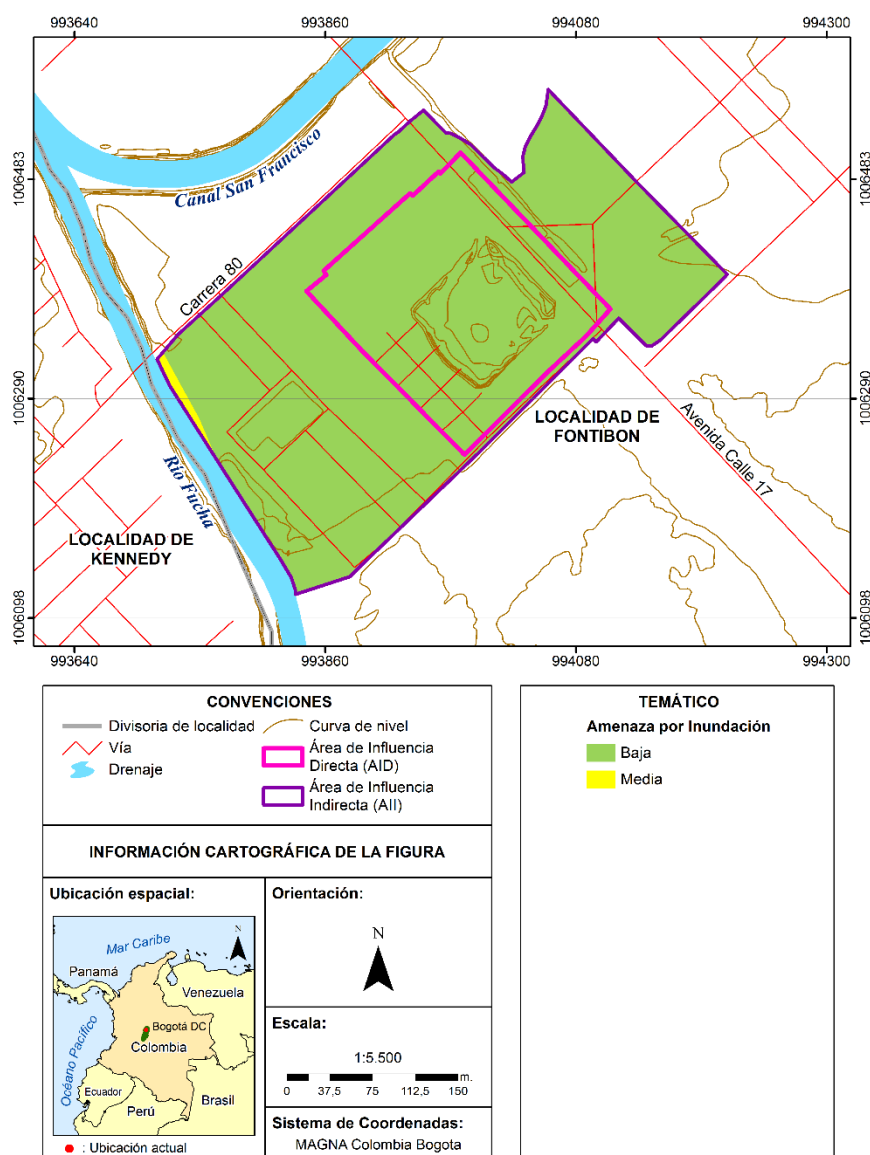 993640
993860
994080
994300
1006483
1006483
Canal San Francisco
Carrera 80
1006290
1006290
LOCALIDAD DE
FONTIBON
Avenida Calle 17
Río Fucha
LOCALIDAD DE
KENNEDY
1006098
1006098
993640
993860
994080
994300
CONVENCIONES
Divisoria de localidad
Vía
Drenaje
Curva de nivel
Área de Influencia
Directa (AID)
Área de Influencia
Indirecta (AII)
TEMÁTICO
Amenaza por Inundación
Baja
Media
INFORMACIÓN CARTOGRÁFICA DE LA FIGURA
Ubicación espacial:
N
Mar Caribe
Panamá
Venezuela
Bogotá DC
Colombia
Océano Pacífico
Ecuador
Perú
Brasil
: Ubicación actual
Orientación:
N
Escala:
1:5.500
0 37,5 75 112,5 150 m.
Sistema de Coordenadas:
MAGNA Colombia Bogota